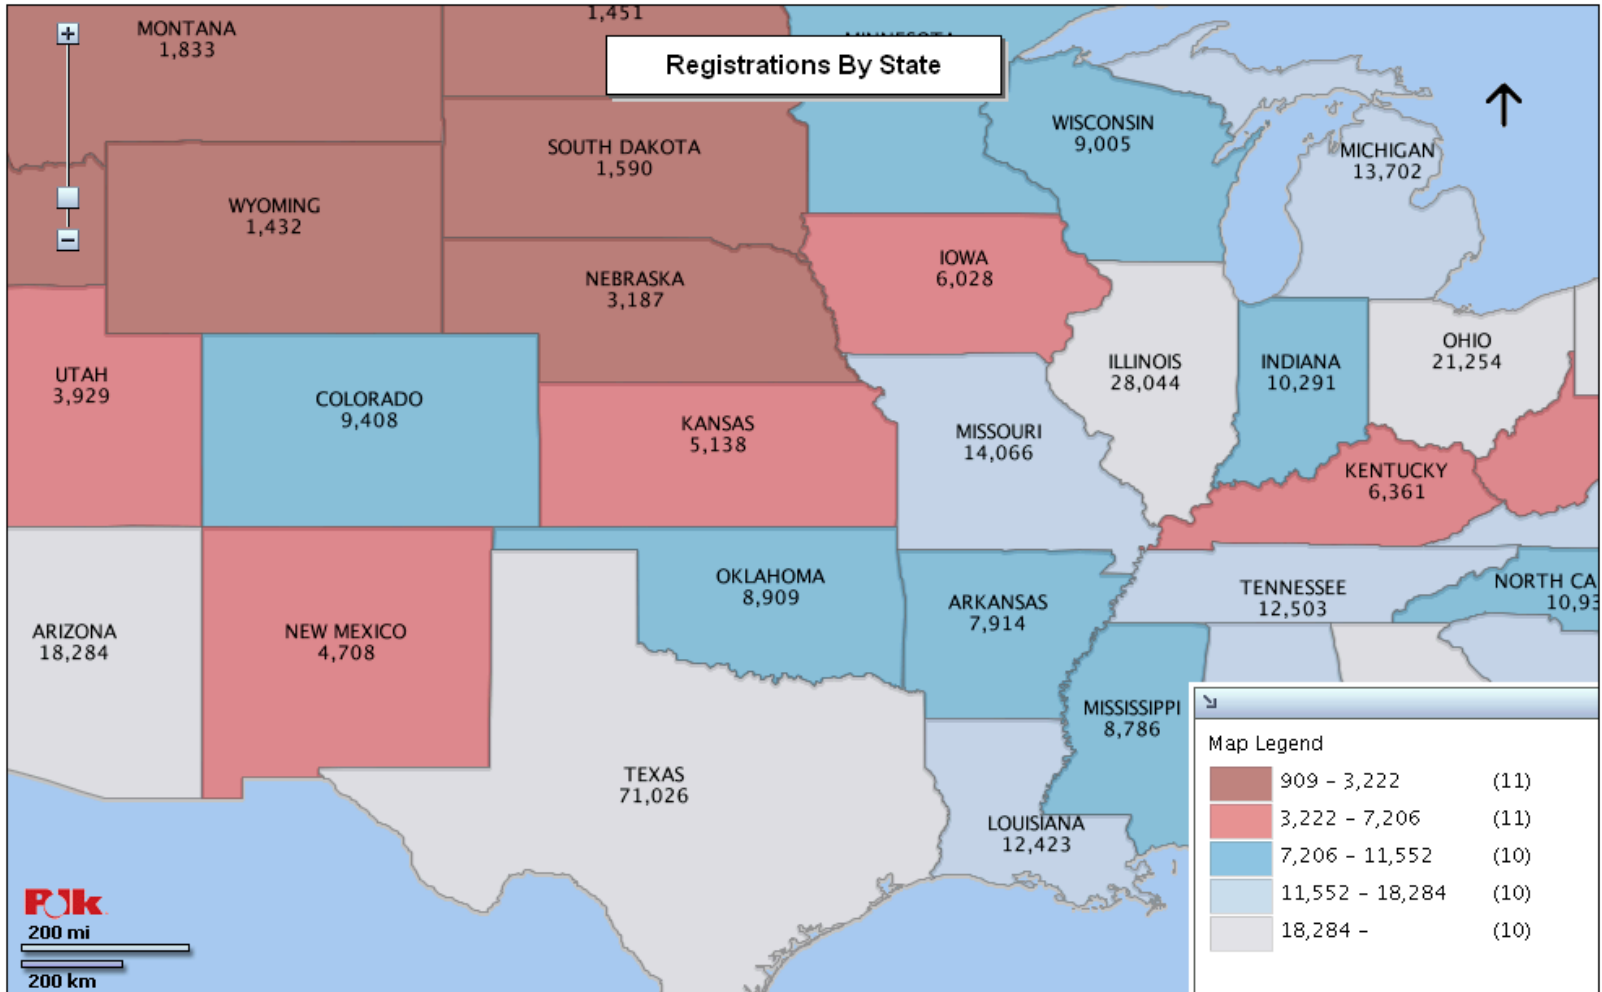 1,451
MONTANA
1,833
Registrations By State
WISCONSIN
9,005
MICHIGAN
13,702
SOUTH DAKOTA
1,590
WYOMING
1,432
IOWA
6,028
NEBRASKA
3,187
UTAH
3,929
COLORADO
9,408
KANSAS
5,138
MISSOURI
14,066
ILLINOIS
28,044
INDIANA
10,291
OHIO
21,254
KENTUCKY
6,361
ARIZONA
18,284
NEW MEXICO
4,708
OKLAHOMA
8,909
ARKANSAS
7,914
TENNESSEE
12,503
NORTH CA
10,93
MISSISSIPPI
8,786
TEXAS
71,026
LOUISIANA
12,423
Map Legend
909 – 3,222 (11)
3,222 – 7,206 (11)
7,206 – 11,552 (10)
11,552 – 18,284 (10)
18,284 – (10)
Polk
200 mi
200 km